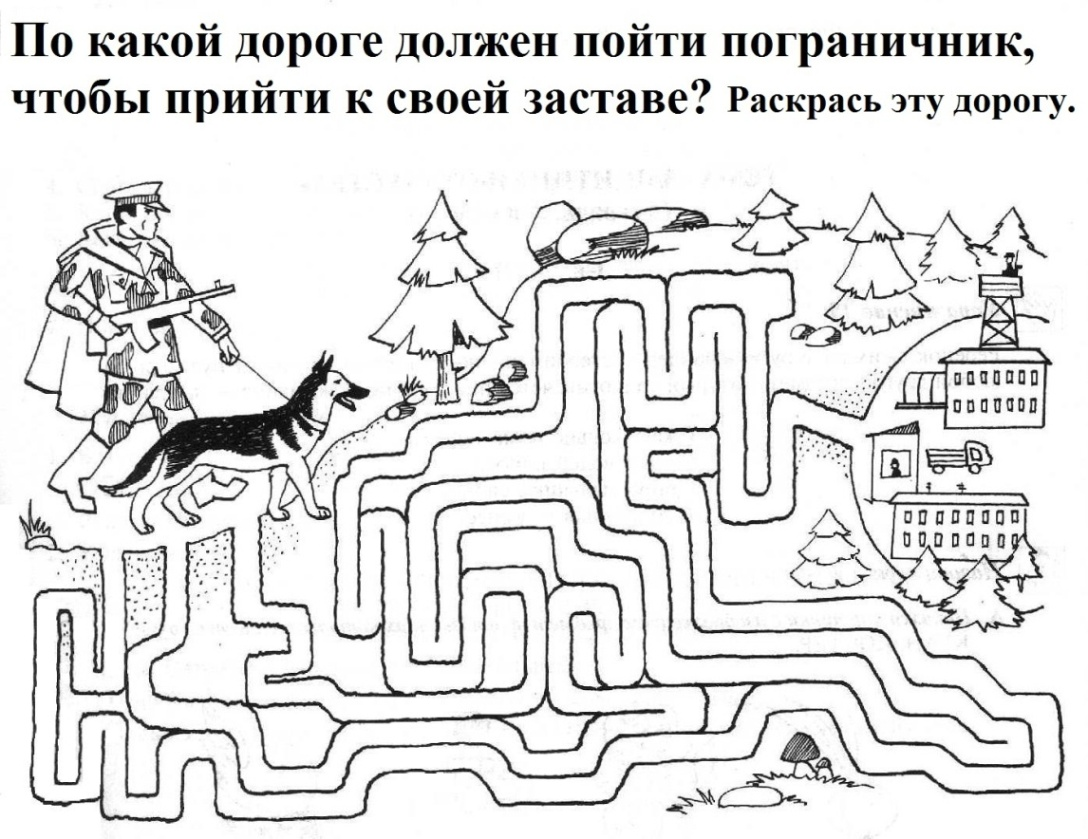 По какой дороге должен пойти пограничник,
чтобы прийти к своей заставе? Раскрась эту дорогу.